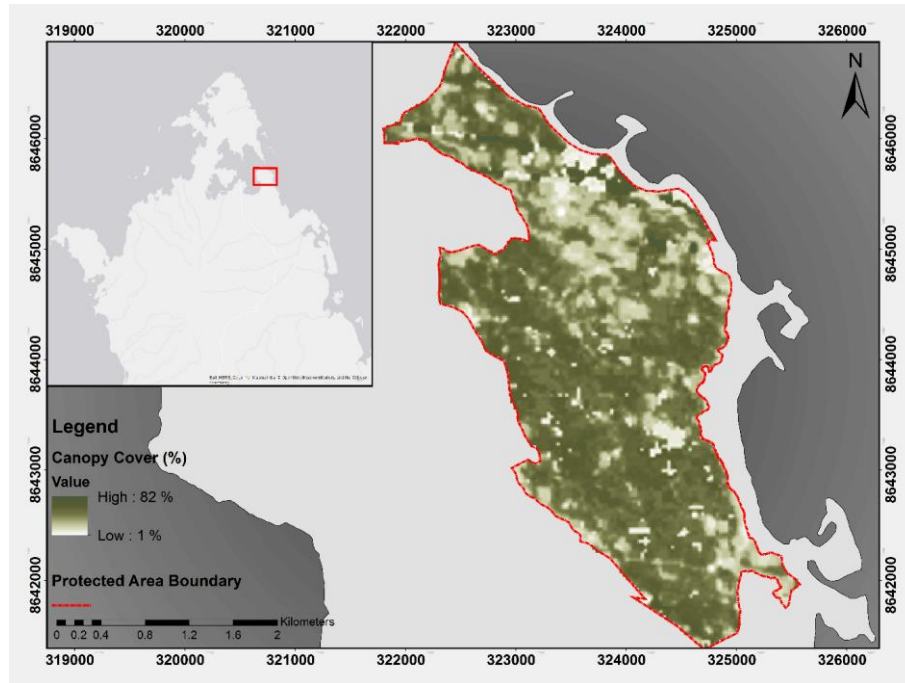 319000 320000 321000 322000 323000 324000 325000 326000
N
8646000 8646000
8645000 8645000
8644000 8644000
8643000 8643000
8642000 8642000
Legend
Canopy Cover (%)
Value
High : 82 %
Low : 1 %
Protected Area Boundary
Kilometers
0 0.2 0.4 0.8 1.2 1.6 2
319000 320000 321000 322000 323000 324000 325000 326000